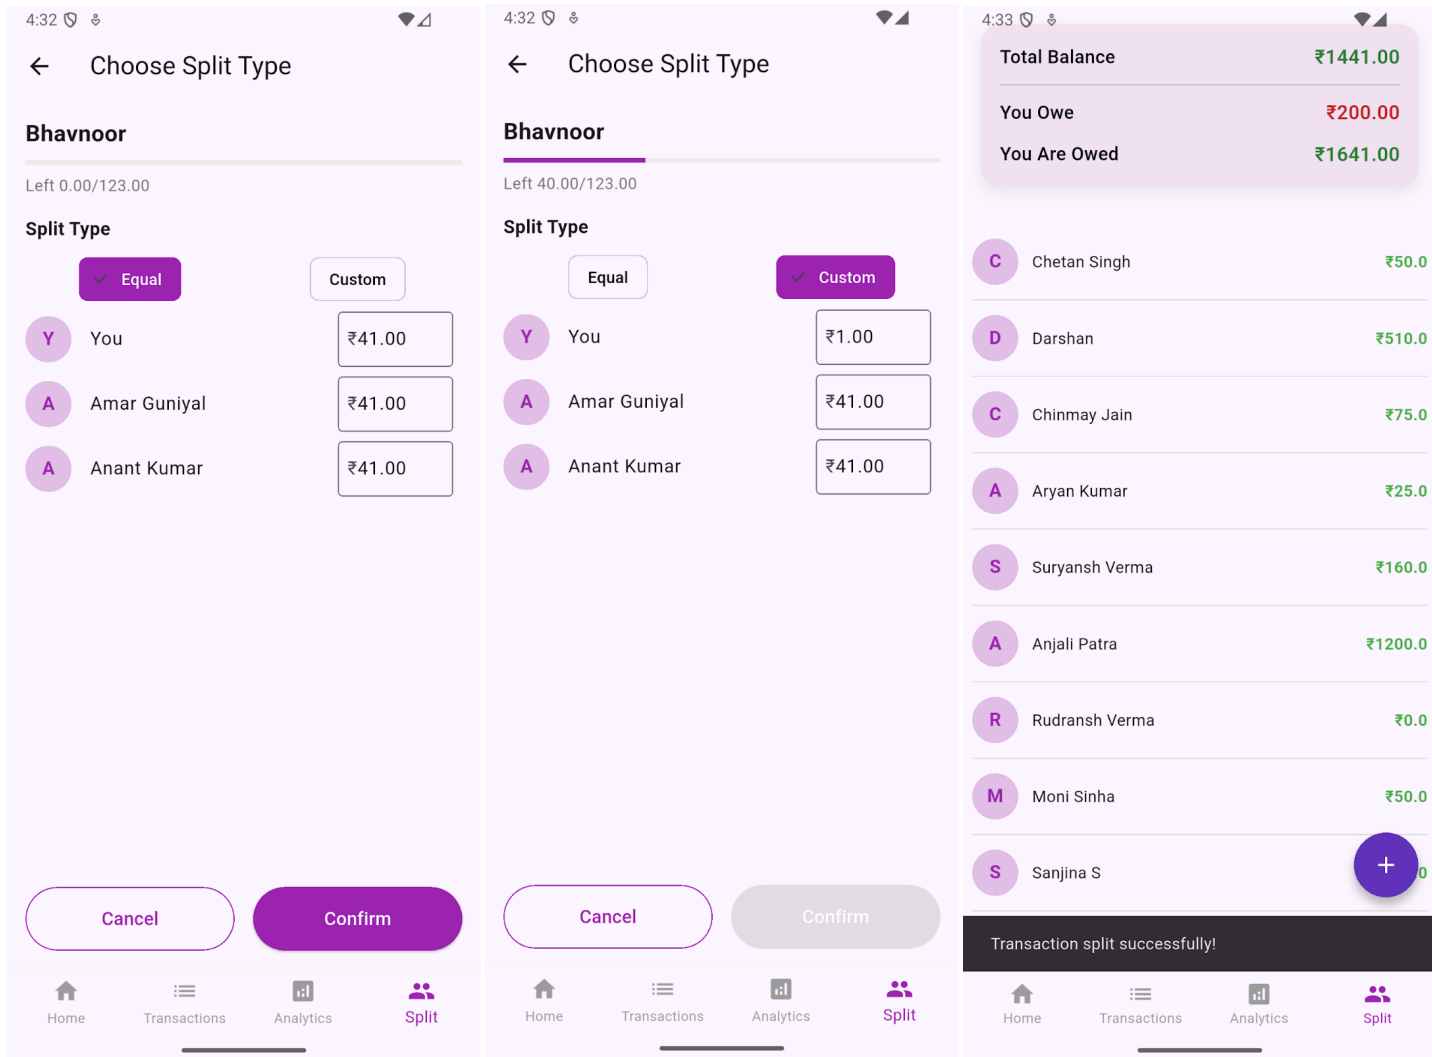 4:32
Choose Split Type
Bhavnoor
Left 0.00/123.00
Split Type
Equal
Custom
Y
You
₹41.00
A
Amar Guniyal
₹41.00
A
Anant Kumar
₹41.00
Cancel
Confirm
Home
Transactions
Analytics
Split
4:32
Choose Split Type
Bhavnoor
Left 40.00/123.00
Split Type
Equal
Custom
Y
You
₹1.00
A
Amar Guniyal
₹41.00
A
Anant Kumar
₹41.00
Cancel
Confirm
Home
Transactions
Analytics
Split
4:33
Total Balance ₹1441.00
You Owe ₹200.00
You Are Owed ₹1641.00
C Chetan Singh ₹50.0
D Darshan ₹510.0
C Chinmay Jain ₹75.0
A Aryan Kumar ₹25.0
S Suryansh Verma ₹160.0
A Anjali Patra ₹1200.0
R Rudransh Verma ₹0.0
M Moni Sinha ₹50.0
S Sanjina S
Transaction split successfully!
Home
Transactions
Analytics
Split